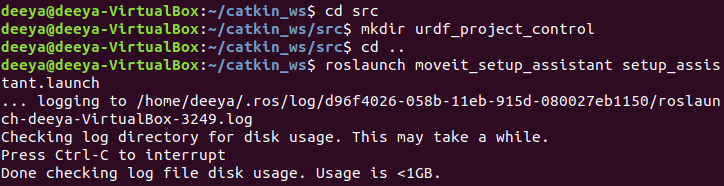 deeya@deeya-VirtualBox:~/catkin_ws$ cd src
deeya@deeya-VirtualBox:~/catkin_ws/src$ mkdir urdf_project_control
deeya@deeya-VirtualBox:~/catkin_ws/src$ cd ..
deeya@deeya-VirtualBox:~/catkin_ws$ roslaunch moveit_setup_assistant setup_assis
tant.launch
... logging to /home/deeya/.ros/log/d96f4026-058b-11eb-915d-080027eb1150/roslaun
ch-deeya-VirtualBox-3249.log
Checking log directory for disk usage. This may take a while.
Press Ctrl-C to interrupt
Done checking log file disk usage. Usage is <1GB.